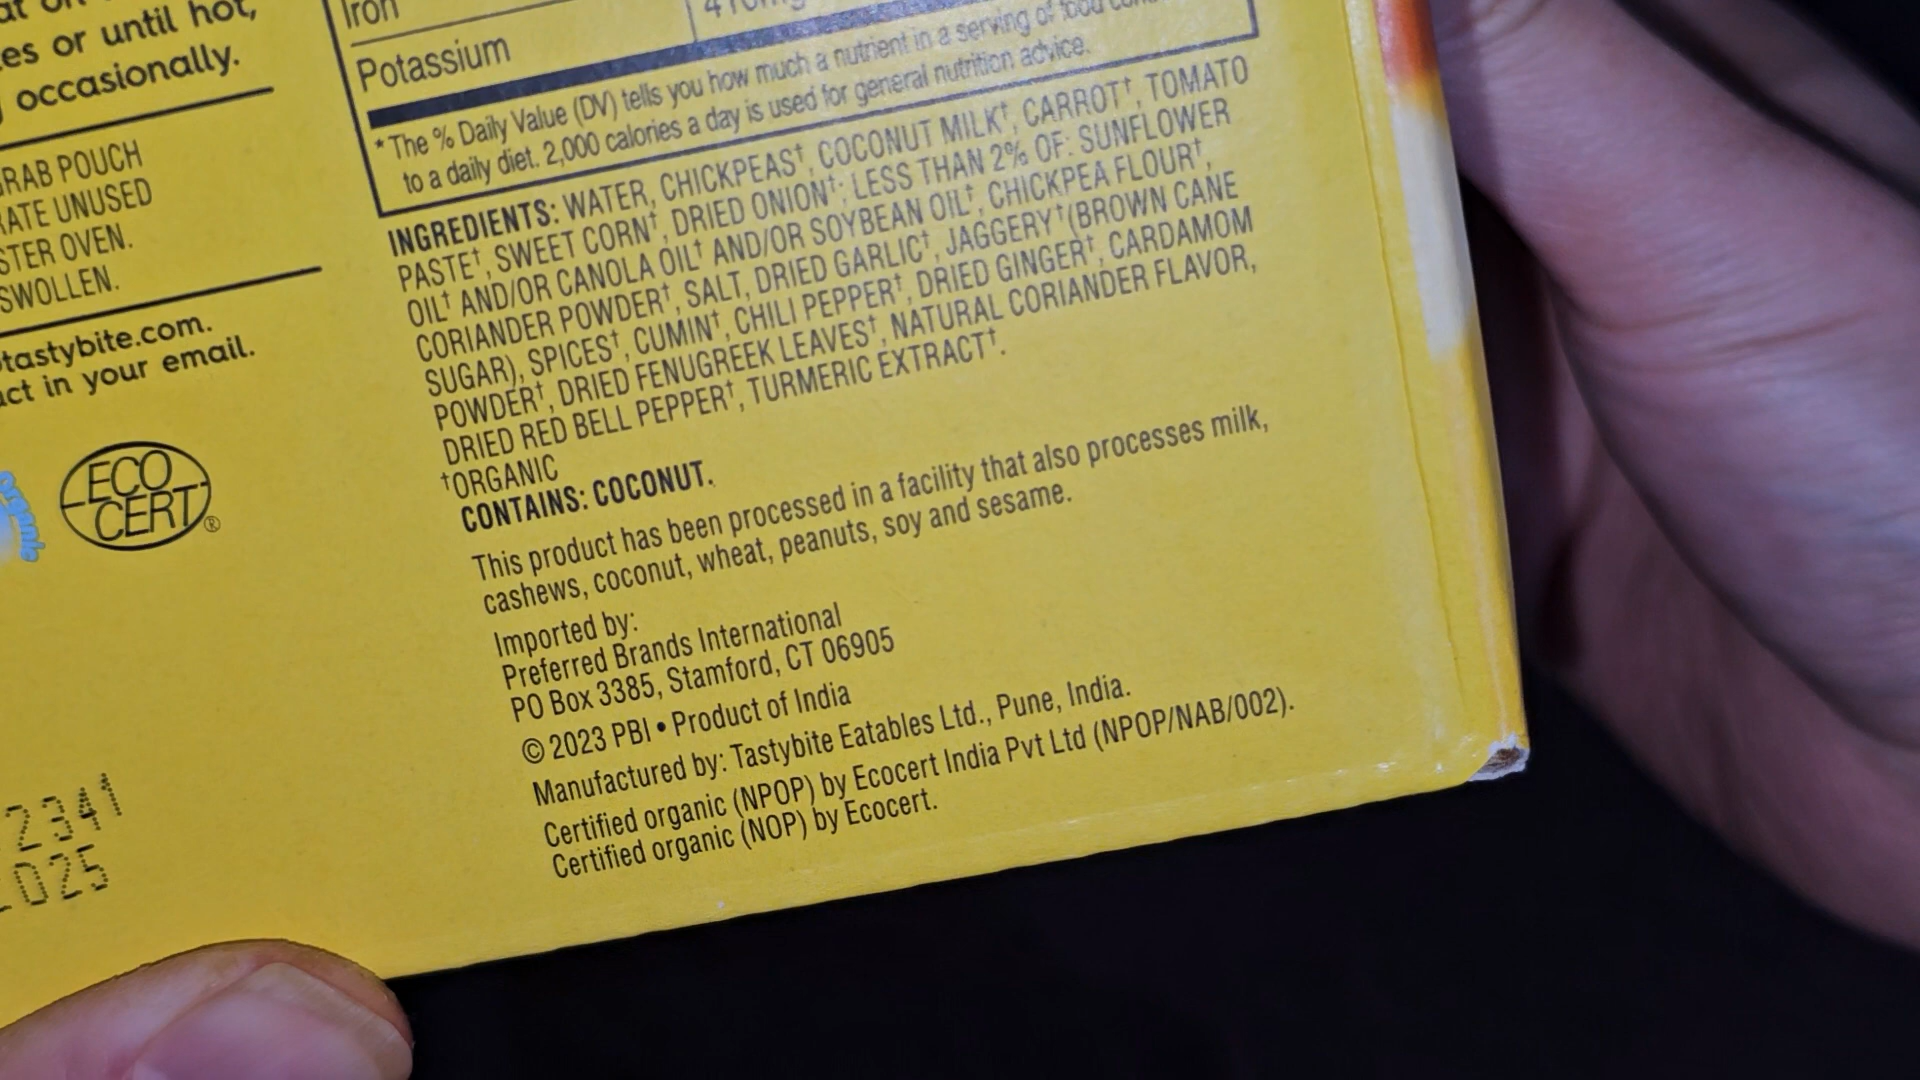 occasionally.
es or until hot,
RAB POUCH
ATE UNUSED
STER OVEN.
SWOLLEN.
tastybite.com.
ct in your email.
organic
ECO
CERT®
2341
025
Iron
Potassium
* The % Daily Value (DV) tells you how much a nutrient in a serving of food
to a daily diet. 2,000 calories a day is used for general nutrition advice.
INGREDIENTS: WATER, CHICKPEAS†, COCONUT MILK†, CARROT†, TOMATO
PASTE†, SWEET CORN†, DRIED ONION†; LESS THAN 2% OF: SUNFLOWER
OIL† AND/OR CANOLA OIL† AND/OR SOYBEAN OIL†, CHICKPEA FLOUR†,
CORIANDER POWDER†, SALT, DRIED GARLIC†, JAGGERY†(BROWN CANE
SUGAR), SPICES†, CUMIN†, CHILI PEPPER†, DRIED GINGER†, CARDAMOM
POWDER†, DRIED FENUGREEK LEAVES†, NATURAL CORIANDER FLAVOR,
DRIED RED BELL PEPPER†, TURMERIC EXTRACT†.
†ORGANIC
CONTAINS: COCONUT.
This product has been processed in a facility that also processes milk,
cashews, coconut, wheat, peanuts, soy and sesame.
Imported by:
Preferred Brands International
PO Box 3385, Stamford, CT 06905
© 2023 PBI • Product of India
Manufactured by: Tastybite Eatables Ltd., Pune, India.
Certified organic (NPOP) by Ecocert India Pvt Ltd (NPOP/NAB/002).
Certified organic (NOP) by Ecocert.